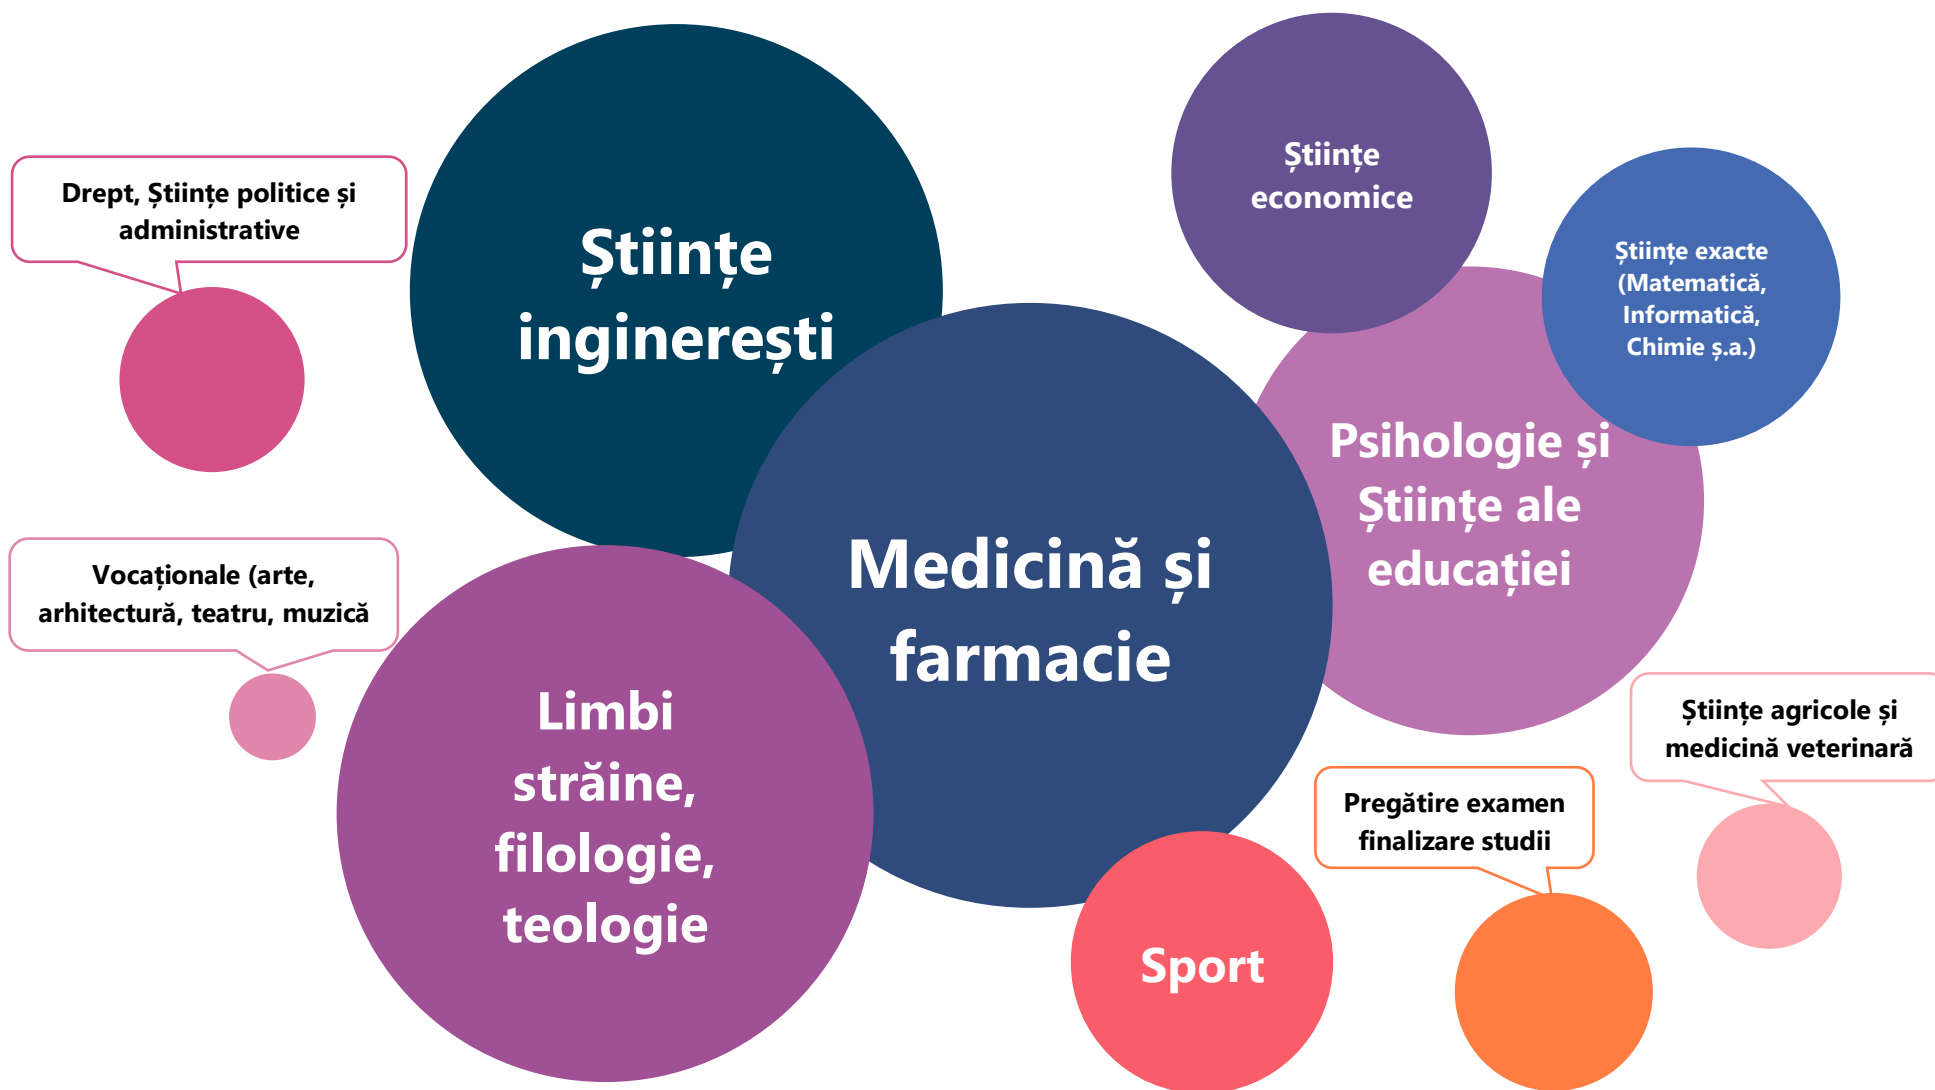 Științe
economice
Drept, Științe politice și
administrative
Științe
inginerești
Științe exacte
(Matematică,
Informatică,
Chimie ș.a.)
Psihologie și
Științe ale
educației
Medicină și
farmacie
Vocaționale (arte,
arhitectură, teatru, muzică
Limbi
străine,
filologie,
teologie
Științe agricole și
medicină veterinară
Pregătire examen
finalizare studii
Sport